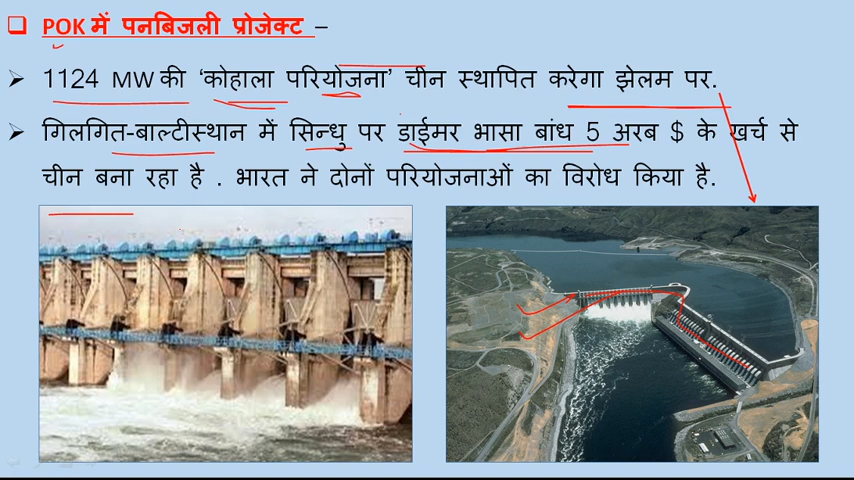 POK में पनबिजली प्रोजेक्ट –
1124 MW की ‘कोहाला परियोजना’ चीन स्थापित करेगा झेलम पर.
गिलगित-बाल्टीस्थान में सिन्धु पर डाईमर भासा बांध 5 अरब $ के खर्च से
चीन बना रहा है . भारत ने दोनों परियोजनाओं का विरोध किया है.